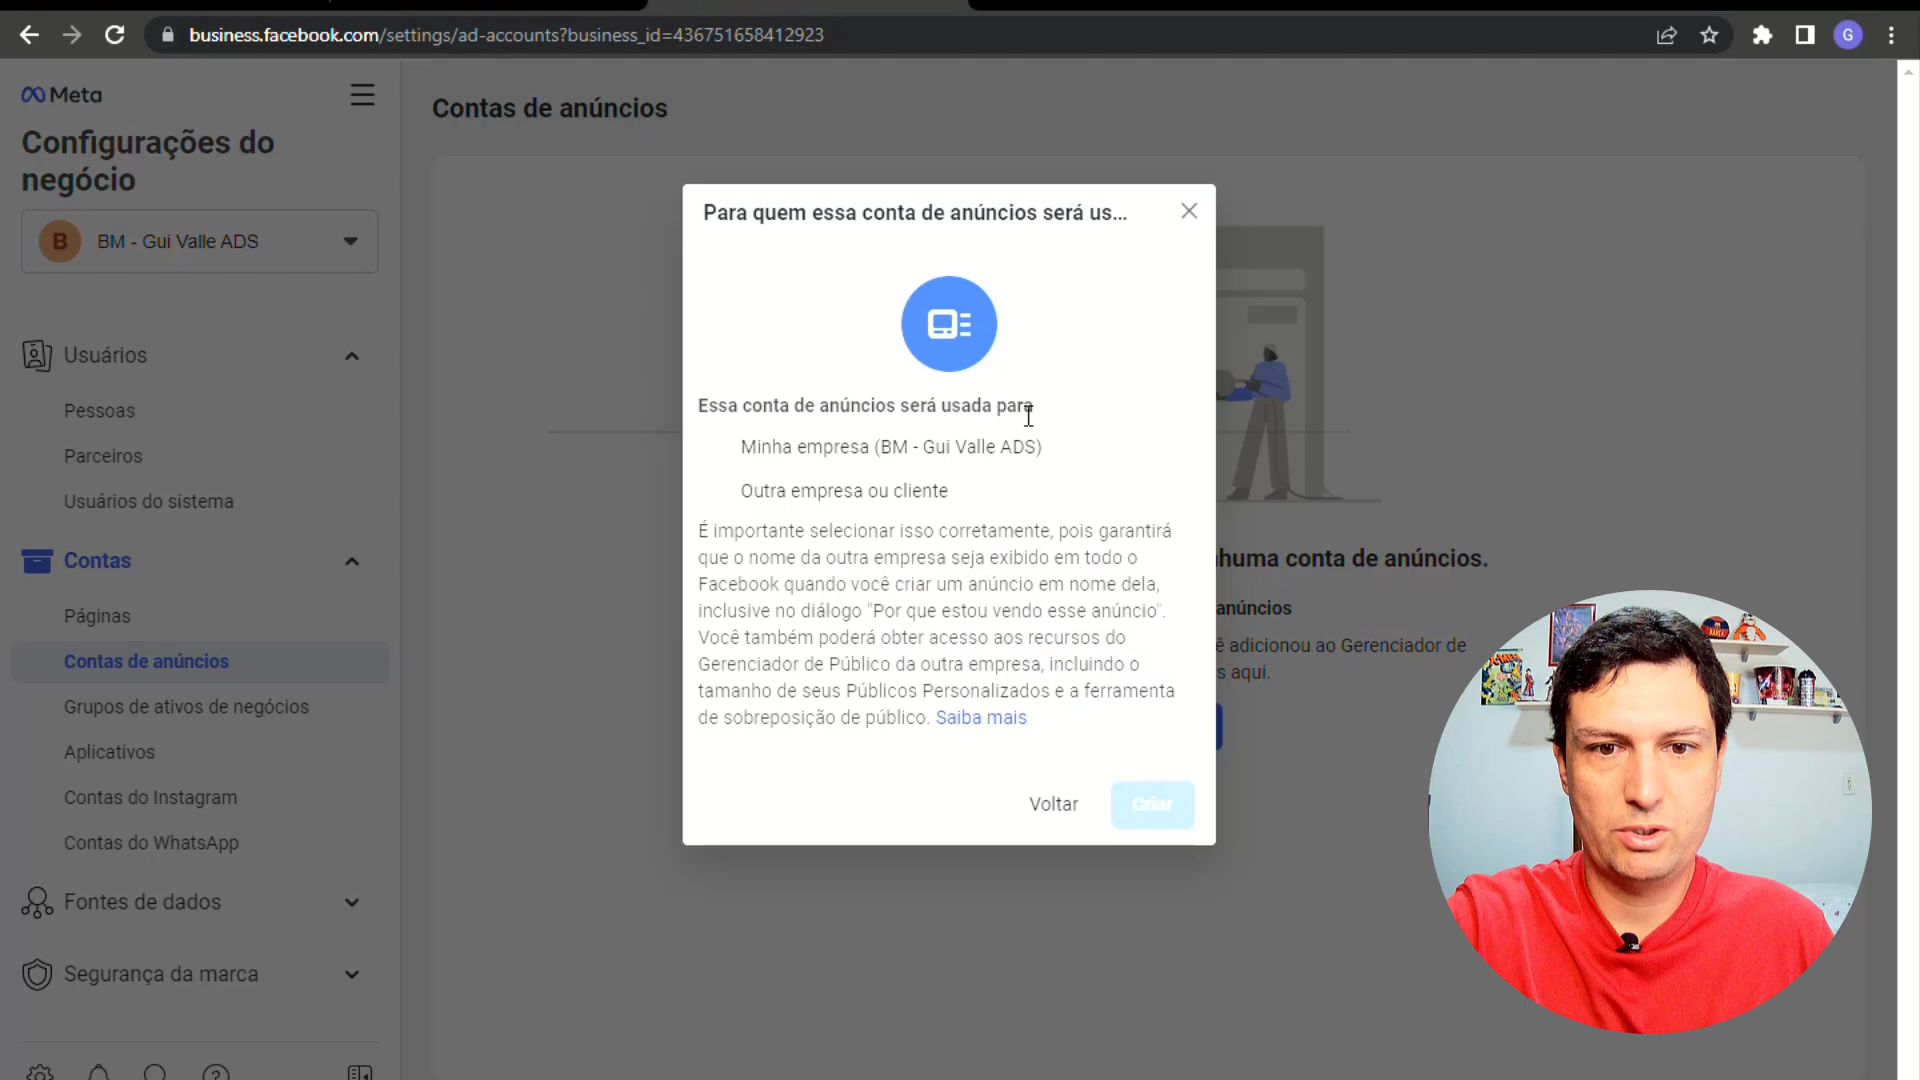 business.facebook.com/settings/ad-accounts?business_id=436751658412923
G
Meta
Configurações do
negócio
B
BM - Gui Valle ADS
Usuários
Pessoas
Parceiros
Usuários do sistema
Contas
Páginas
Contas de anúncios
Grupos de ativos de negócios
Aplicativos
Contas do Instagram
Contas do WhatsApp
Fontes de dados
Segurança da marca
Contas de anúncios
Para quem essa conta de anúncios será us...
Essa conta de anúncios será usada para
Minha empresa (BM - Gui Valle ADS)
Outra empresa ou cliente
É importante selecionar isso corretamente, pois garantirá
que o nome da outra empresa seja exibido em todo o
Facebook quando você criar um anúncio em nome dela,
inclusive no diálogo "Por que estou vendo esse anúncio".
Você também poderá obter acesso aos recursos do
Gerenciador de Público da outra empresa, incluindo o
tamanho de seus Públicos Personalizados e a ferramenta
de sobreposição de público. Saiba mais
Voltar
Criar
huma conta de anúncios.
anúncios
ê adicionou ao Gerenciador de
s aqui.